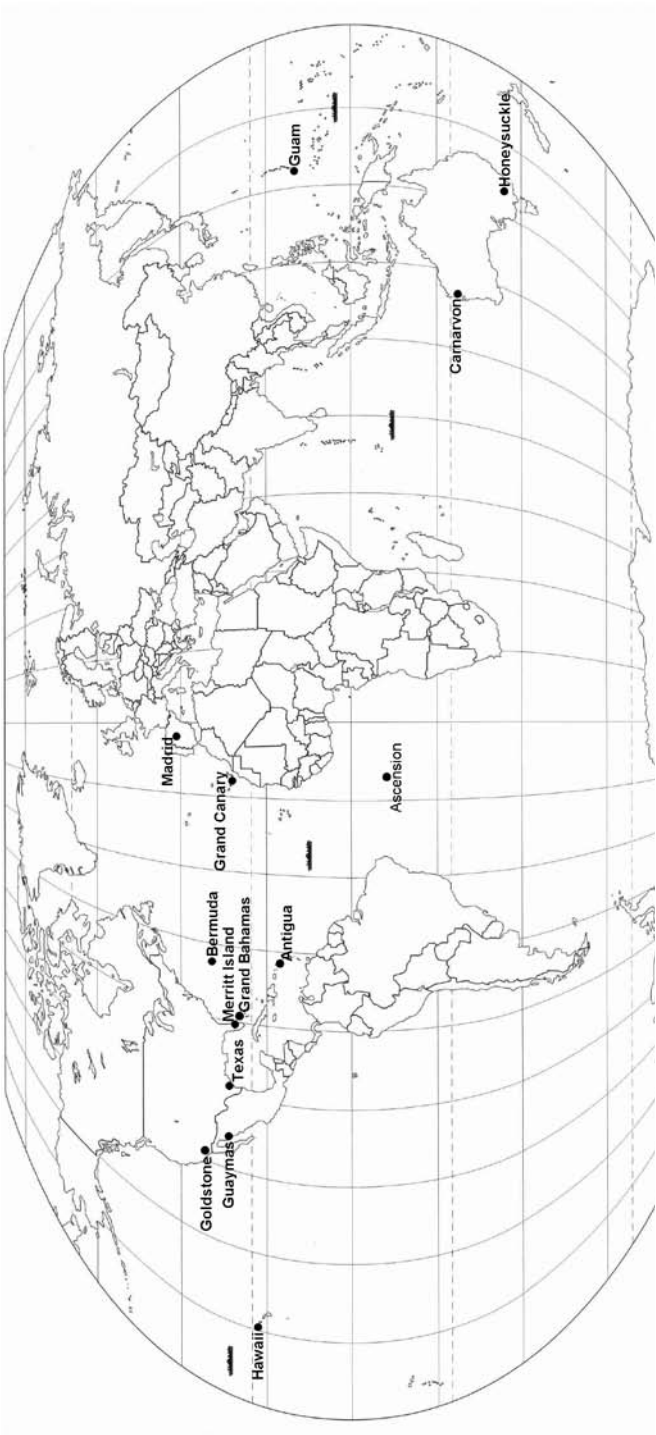 Goldstone
Hawaii
Guaymas
Texas
Bermuda
Merritt Island
Grand Bahamas
Antigua
Madrid
Grand Canary
Ascension
Guam
Carnarvon
Honeysuckle